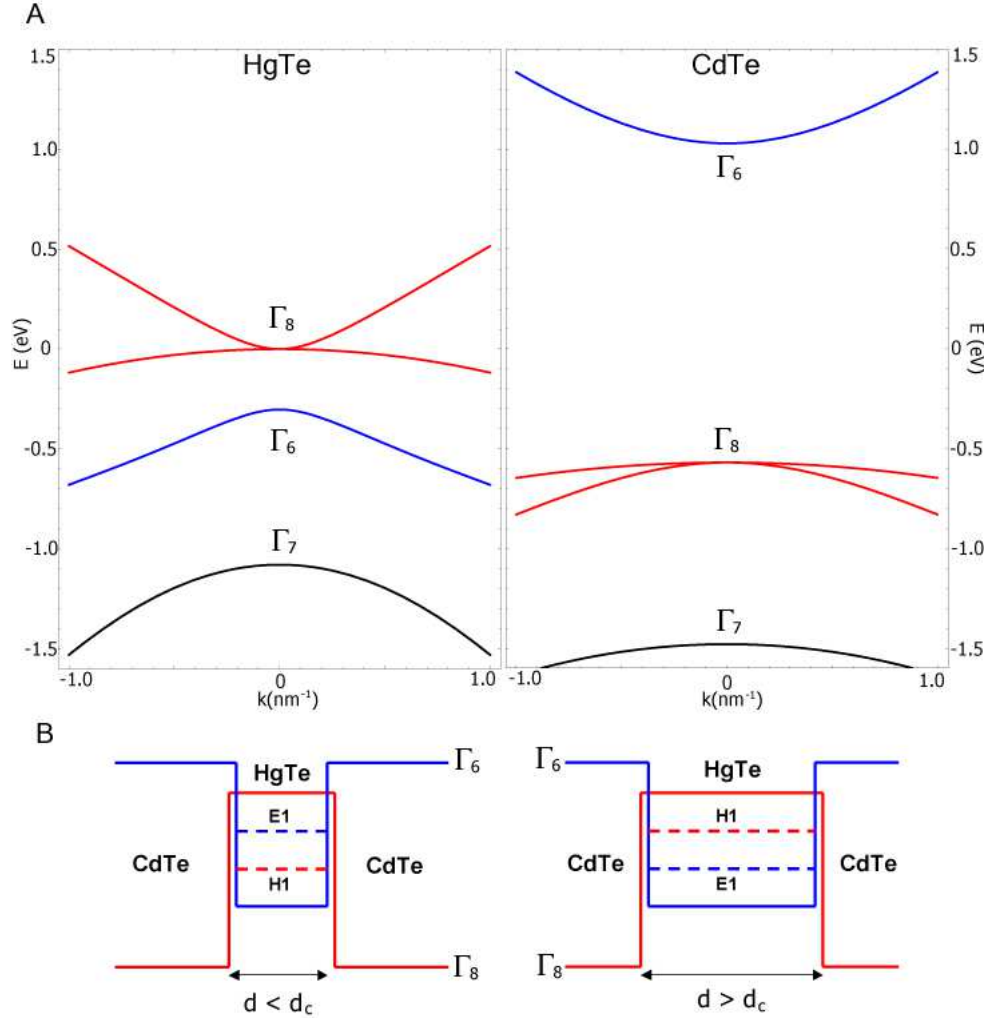 A
HgTe
CdTe
1.5
1.0
0.5
0
-0.5
-1.0
-1.5
E (eV)
Γ₈
Γ₆
Γ₇
-1.0
0
1.0
k(nm⁻¹)
Γ₆
Γ₈
Γ₇
1.5
1.0
0.5
0
-0.5
-1.0
-1.5
E (eV)
-1.0
0
1.0
k(nm⁻¹)
B
HgTe
Γ₆
E1
CdTe
CdTe
H1
Γ₈
d < d꜀
Γ₆
HgTe
H1
CdTe
CdTe
E1
Γ₈
d > d꜀